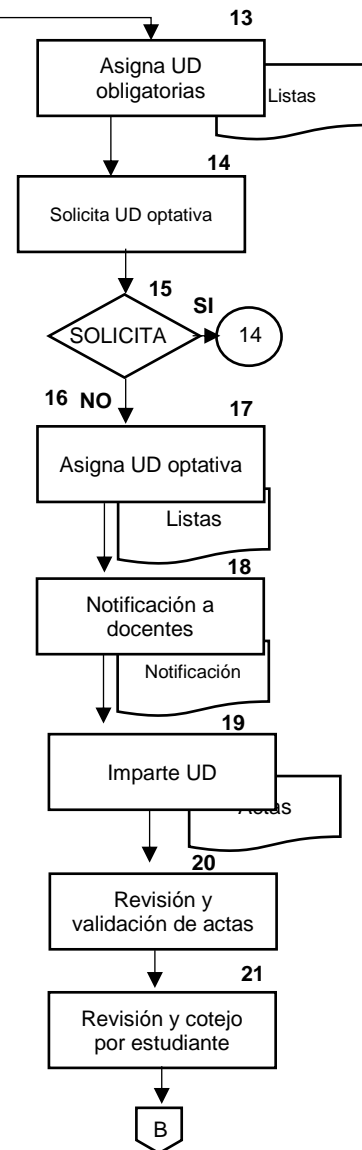 13
Asigna UD
obligatorias
Listas
14
Solicita UD optativa
15
SOLICITA
SI
14
16 NO
17
Asigna UD optativa
Listas
18
Notificación a
docentes
Notificación
19
Imparte UD
Actas
20
Revisión y
validación de actas
21
Revisión y cotejo
por estudiante
B